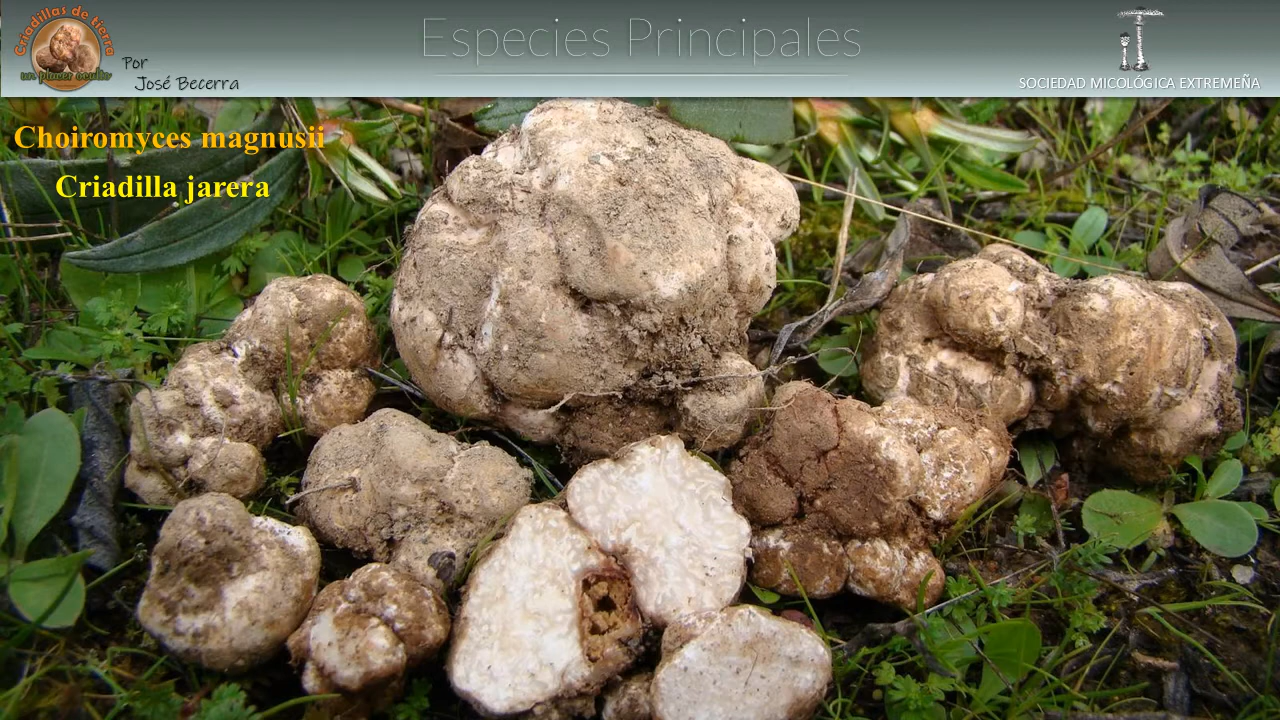 Criadillas de tierra
un placer oculto
Por
José Becerra
Especies Principales
SOCIEDAD MICOLÓGICA EXTREMEÑA
Choiromyces magnusii
Criadilla jarera